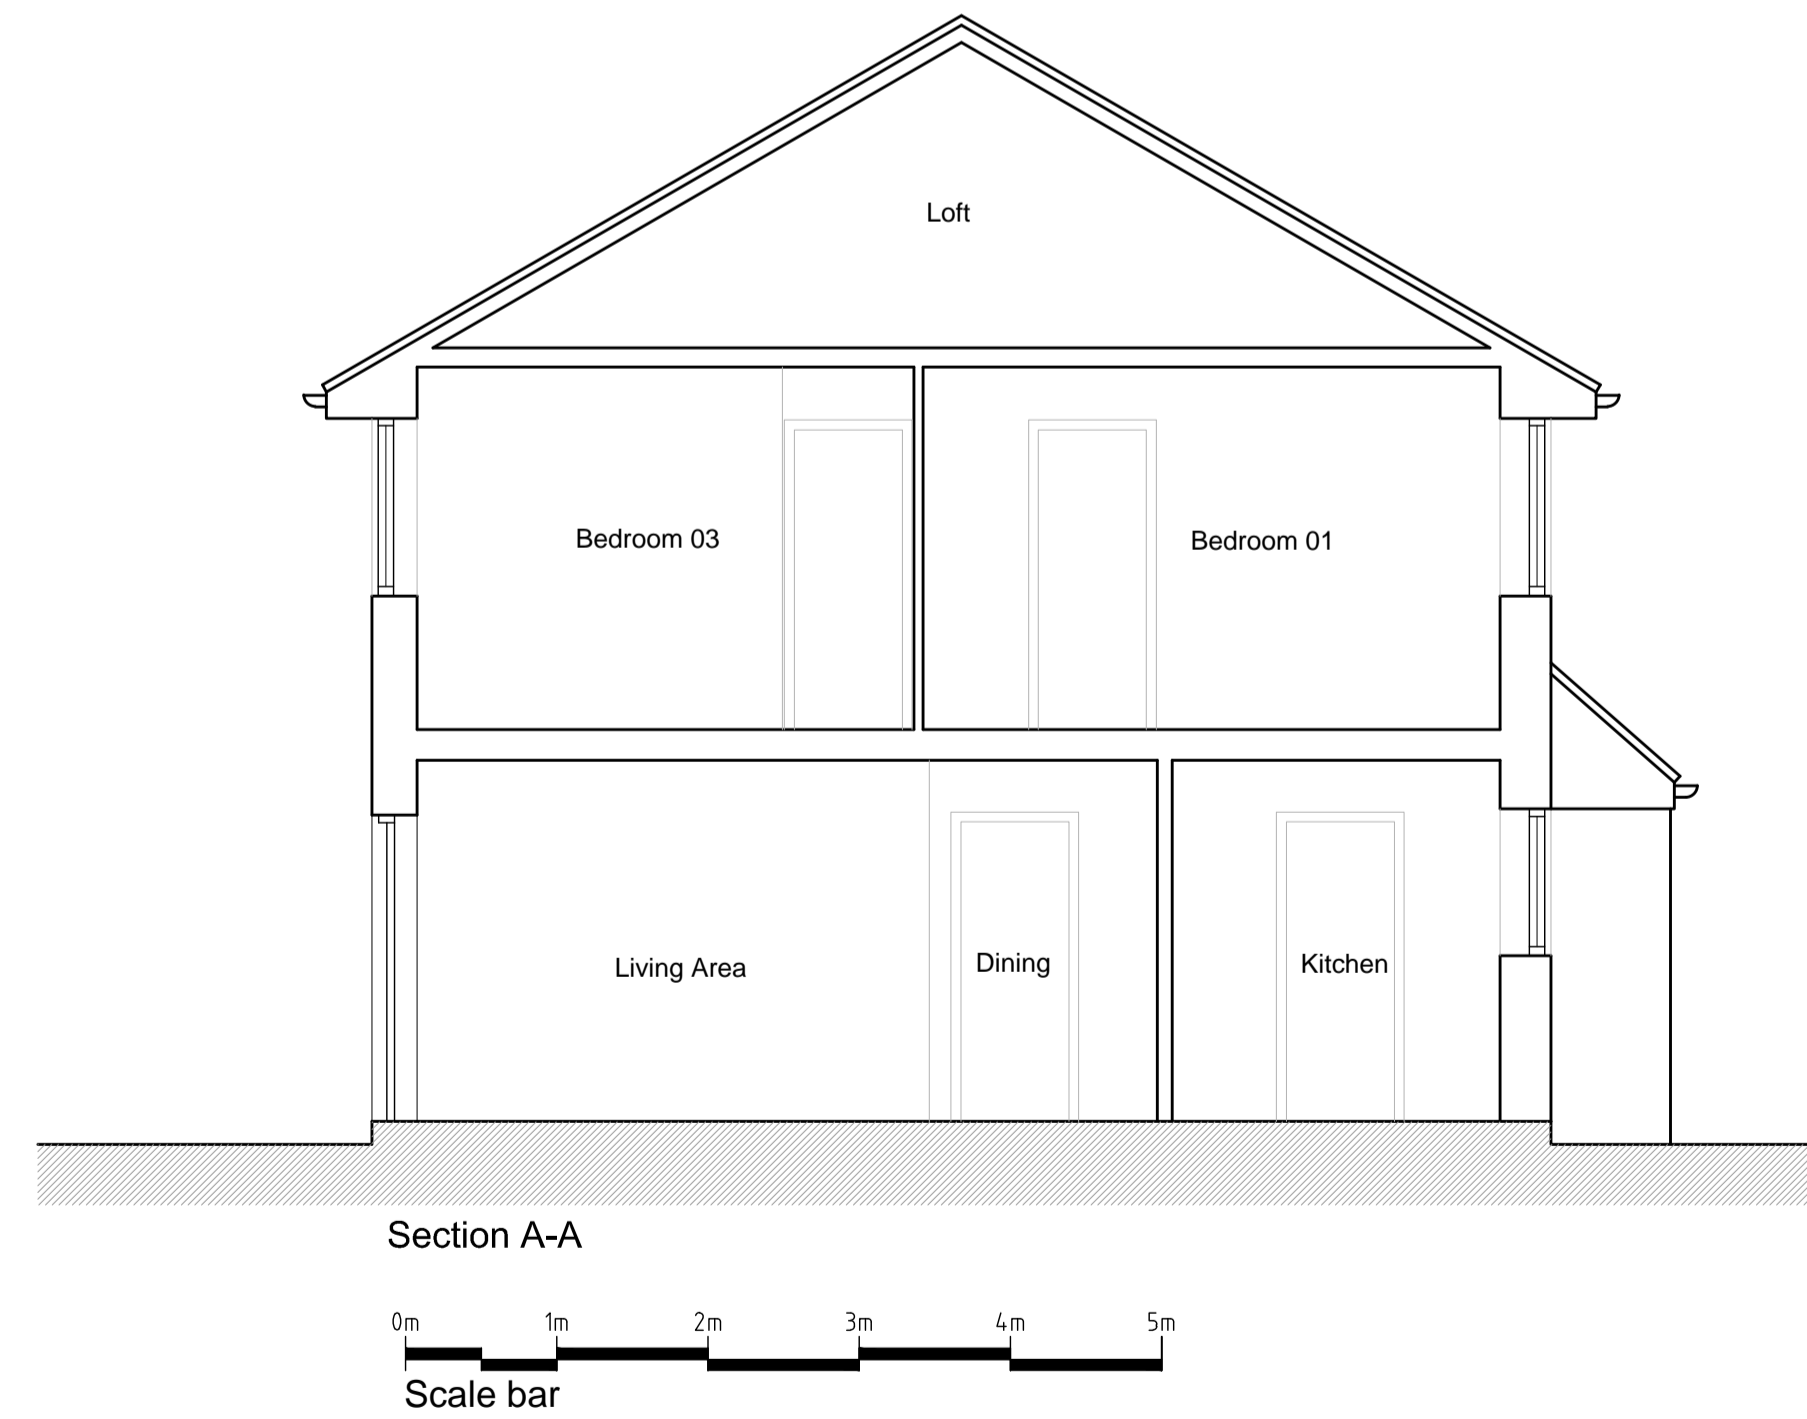 Loft
Bedroom 03
Bedroom 01
Living Area
Dining
Kitchen
Section A-A
0m 1m 2m 3m 4m 5m
Scale bar